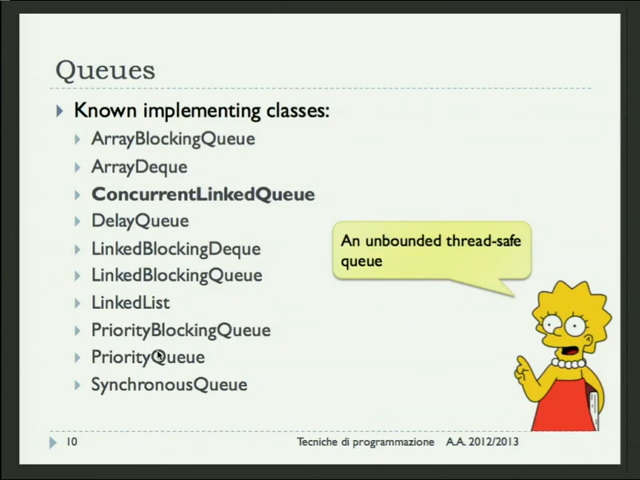 Queues
Known implementing classes:
ArrayBlockingQueue
ArrayDeque
ConcurrentLinkedQueue
DelayQueue
LinkedBlockingDeque
LinkedBlockingQueue
LinkedList
PriorityBlockingQueue
PriorityQueue
SynchronousQueue
An unbounded thread-safe
queue
10
Tecniche di programmazione A.A. 2012/2013